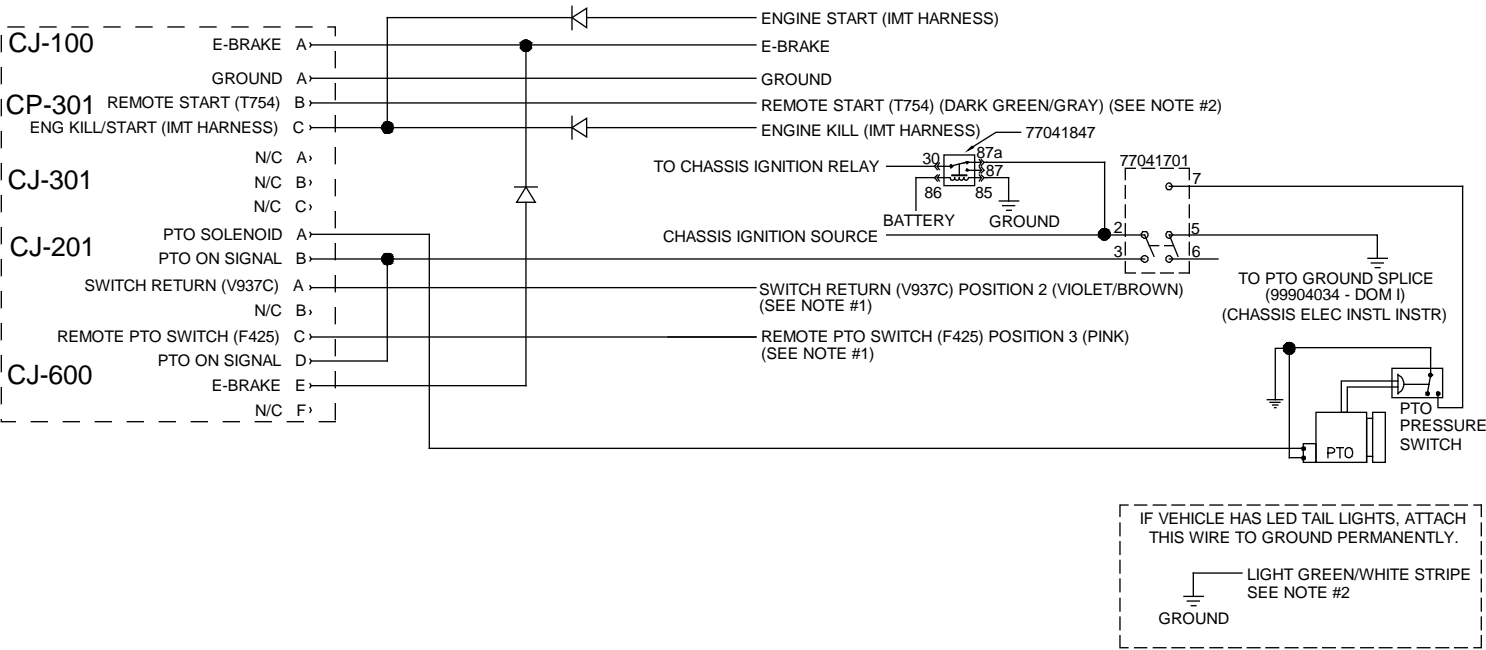 ENGINE START (IMT HARNESS)
CJ-100
E-BRAKE A
E-BRAKE
GROUND A
GROUND
CP-301
REMOTE START (T754) B
REMOTE START (T754) (DARK GREEN/GRAY) (SEE NOTE #2)
ENG KILL/START (IMT HARNESS) C
ENGINE KILL (IMT HARNESS)
77041847
N/C A
TO CHASSIS IGNITION RELAY
30
87a
87
86
85
BATTERY
GROUND
77041701
7
CJ-301
N/C B
N/C C
CJ-201
PTO SOLENOID A
CHASSIS IGNITION SOURCE
2
5
PTO ON SIGNAL B
3
6
TO PTO GROUND SPLICE
(99904034 - DOM I)
(CHASSIS ELEC INSTL INSTR)
SWITCH RETURN (V937C) A
SWITCH RETURN (V937C) POSITION 2 (VIOLET/BROWN)
(SEE NOTE #1)
N/C B
REMOTE PTO SWITCH (F425) C
REMOTE PTO SWITCH (F425) POSITION 3 (PINK)
(SEE NOTE #1)
PTO ON SIGNAL D
CJ-600
E-BRAKE E
N/C F
PTO
PRESSURE
SWITCH
PTO
IF VEHICLE HAS LED TAIL LIGHTS, ATTACH
THIS WIRE TO GROUND PERMANENTLY.
LIGHT GREEN/WHITE STRIPE
SEE NOTE #2
GROUND